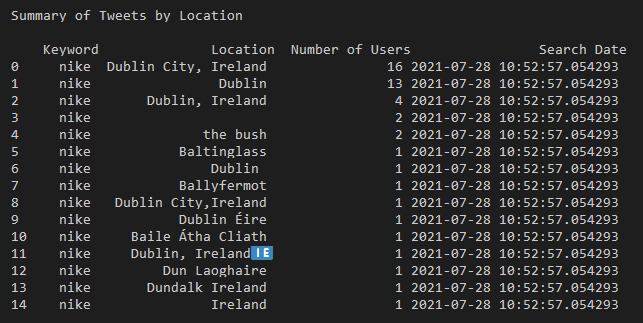 Summary of Tweets by Location
Keyword Location Number of Users Search Date
0 nike Dublin City, Ireland 16 2021-07-28 10:52:57.054293
1 nike Dublin 13 2021-07-28 10:52:57.054293
2 nike Dublin, Ireland 4 2021-07-28 10:52:57.054293
3 nike 2 2021-07-28 10:52:57.054293
4 nike the bush 2 2021-07-28 10:52:57.054293
5 nike Baltinglass 1 2021-07-28 10:52:57.054293
6 nike Dublin 1 2021-07-28 10:52:57.054293
7 nike Ballyfermot 1 2021-07-28 10:52:57.054293
8 nike Dublin City,Ireland 1 2021-07-28 10:52:57.054293
9 nike Dublin Éire 1 2021-07-28 10:52:57.054293
10 nike Baile Átha Cliath 1 2021-07-28 10:52:57.054293
11 nike Dublin, Ireland🇮🇪 1 2021-07-28 10:52:57.054293
12 nike Dun Laoghaire 1 2021-07-28 10:52:57.054293
13 nike Dundalk Ireland 1 2021-07-28 10:52:57.054293
14 nike Ireland 1 2021-07-28 10:52:57.054293